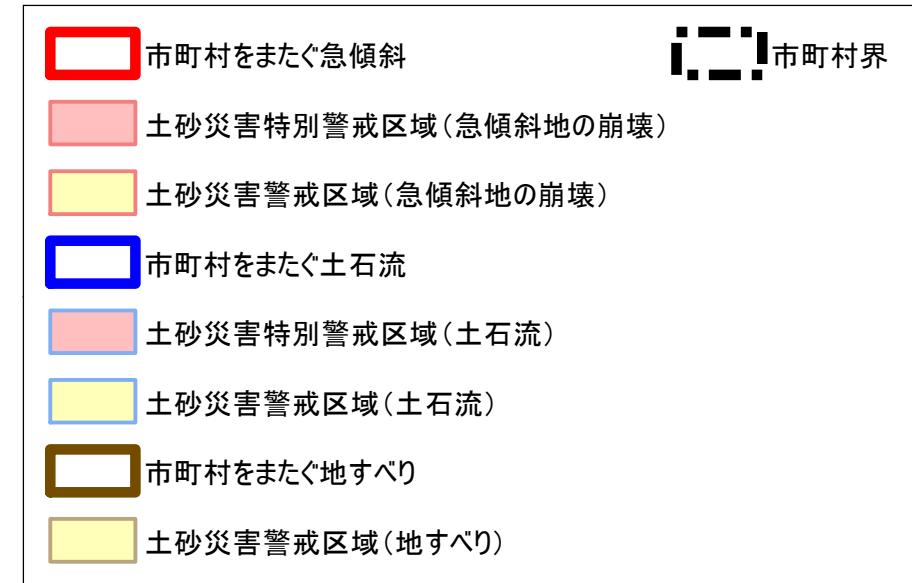 市町村をまたぐ急傾斜
市町村界
土砂災害特別警戒区域（急傾斜地の崩壊）
土砂災害警戒区域（急傾斜地の崩壊）
市町村をまたぐ土石流
土砂災害特別警戒区域（土石流）
土砂災害警戒区域（土石流）
市町村をまたぐ地すべり
土砂災害警戒区域（地すべり）